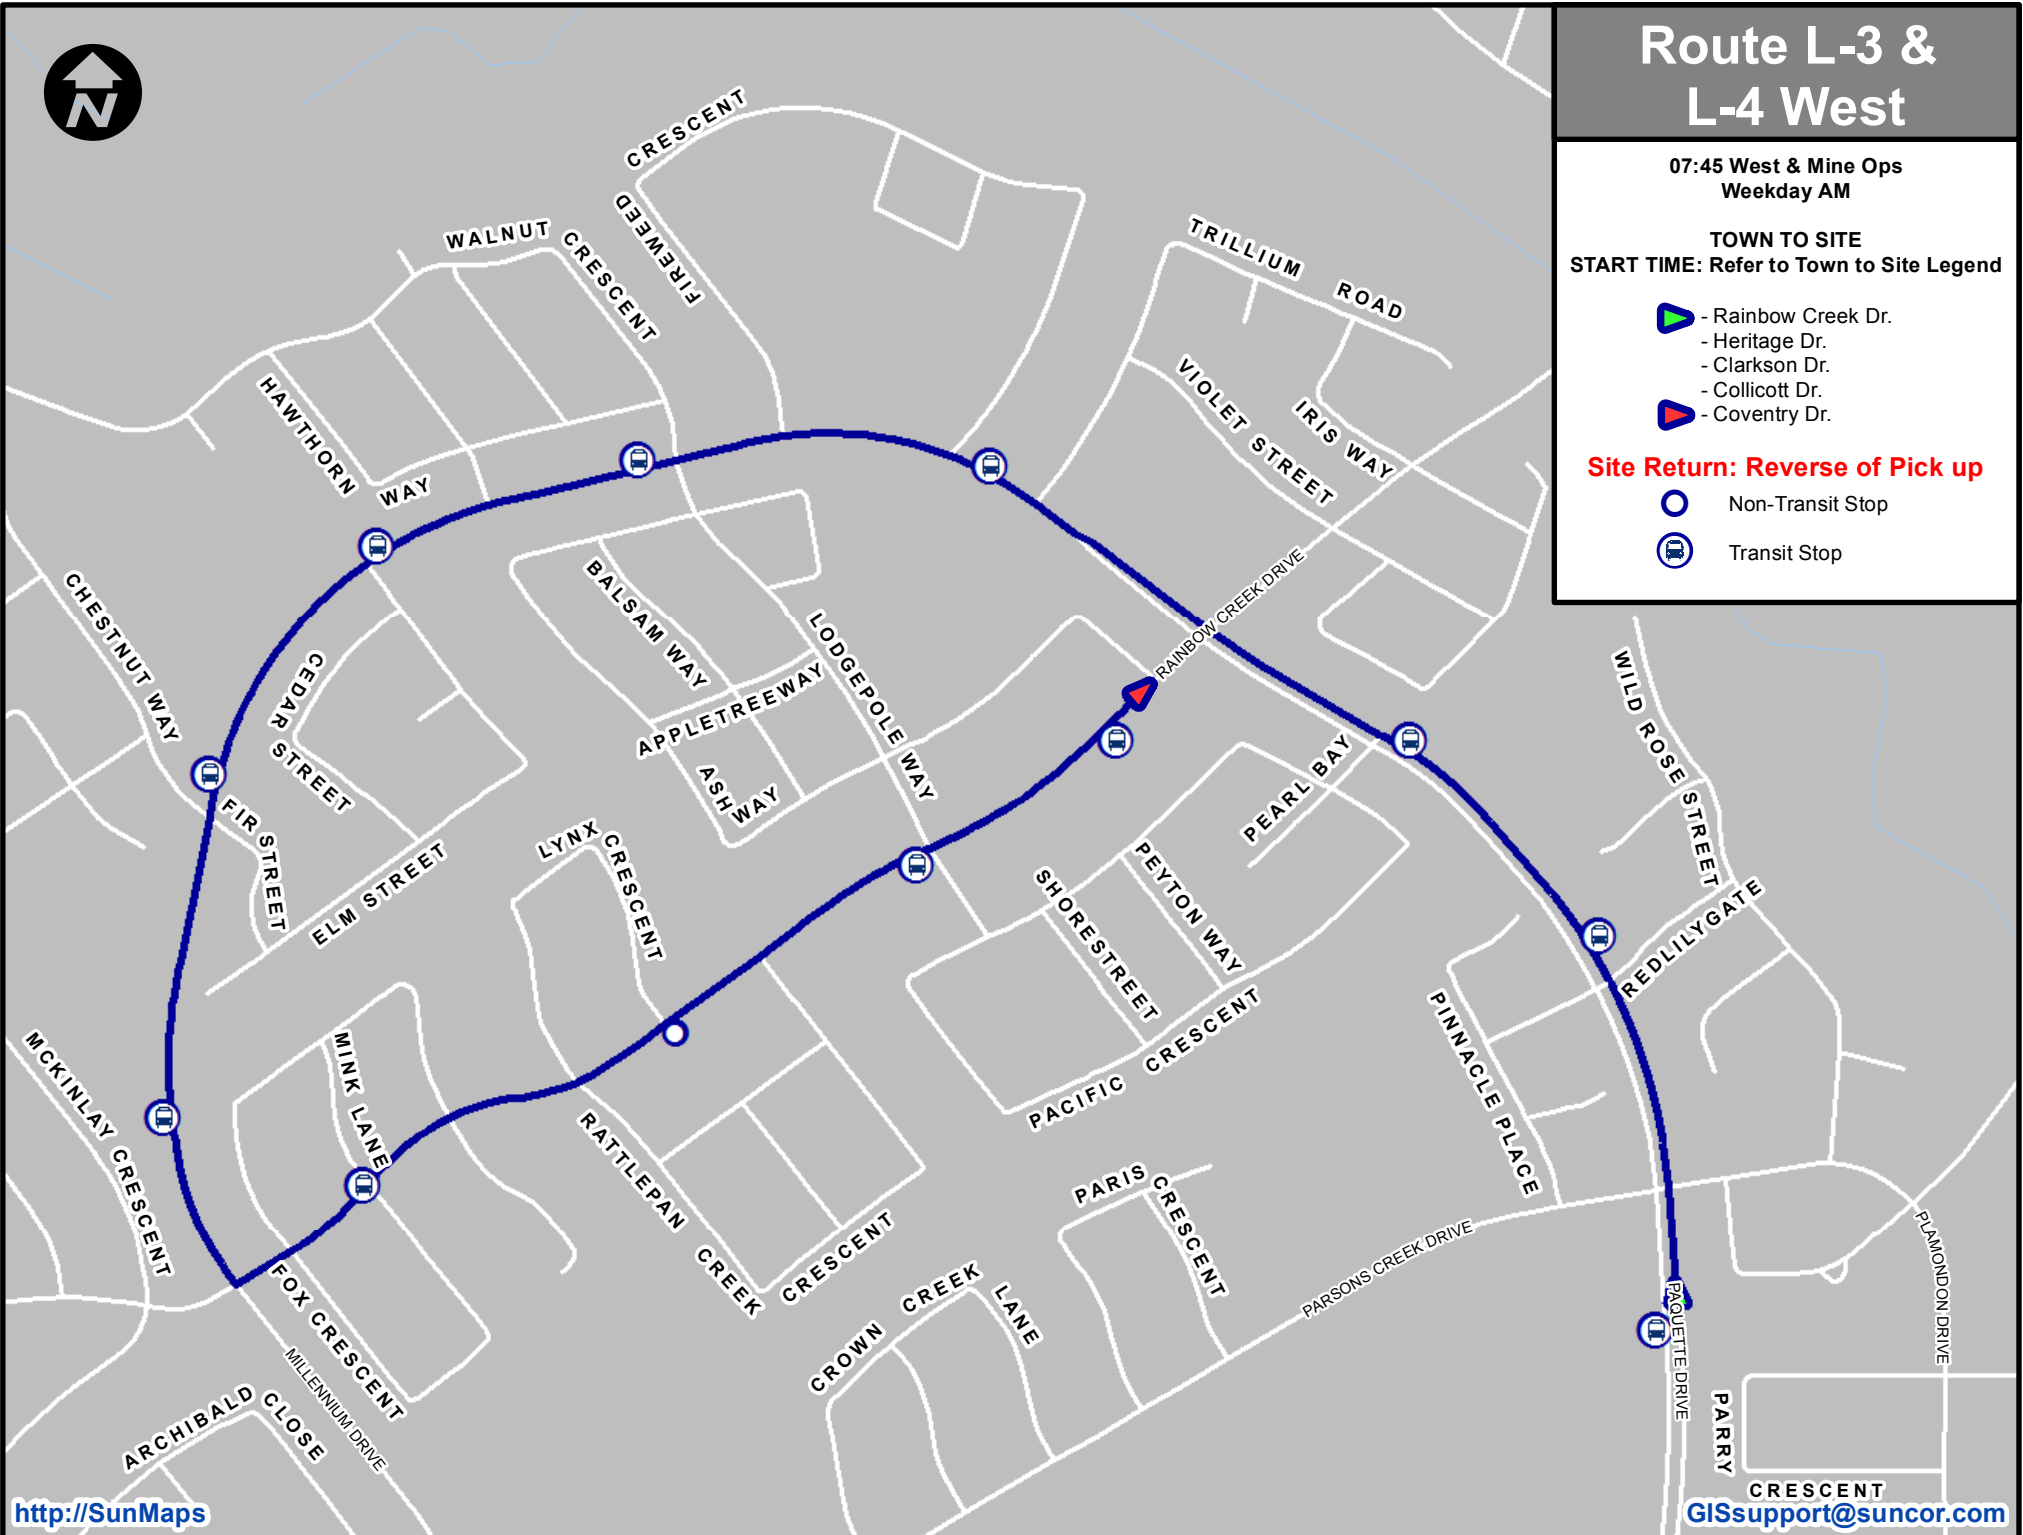 Route L-3 &
L-4 West
07:45 West & Mine Ops
Weekday AM
TOWN TO SITE
START TIME: Refer to Town to Site Legend
- Rainbow Creek Dr.
- Heritage Dr.
- Clarkson Dr.
- Collicott Dr.
- Coventry Dr.
Site Return: Reverse of Pick up
Non-Transit Stop
Transit Stop
N
CRESCENT
FIREWEED
WALNUT
CRESCENT
TRILLIUM
ROAD
HAWTHORN
WAY
VIOLET STREET
IRIS WAY
RAINBOW CREEK DRIVE
CHESTNUT WAY
BALSAM WAY
LODGEPOLE WAY
CEDAR
STREET
APPLETREEWAY
ASH
WAY
WILD ROSE STREET
PEARL BAY
FIR STREET
ELM STREET
LYNX
CRESCENT
SHORESTREET
PEYTON WAY
REDLILYGATE
PACIFIC CRESCENT
PINNACLE PLACE
MCKINLAY CRESCENT
MINK LANE
RATTLEPAN CREEK
CRESCENT
PARIS
CRESCENT
PARSONS CREEK DRIVE
PLAMONDON DRIVE
CROWN CREEK
LANE
FOX CRESCENT
MILLENNIUM DRIVE
PAQUETTE DRIVE
ARCHIBALD
CLOSE
PARRY
CRESCENT
http://SunMaps
GISsupport@suncor.com